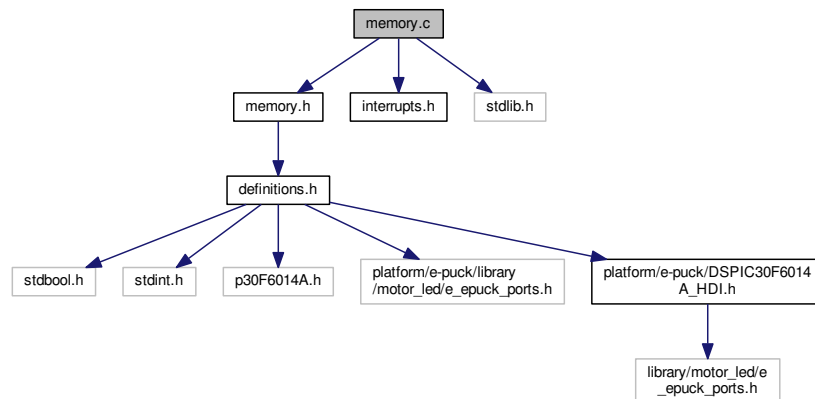 memory.c
memory.h
interrupts.h
stdlib.h
definitions.h
stdbool.h
stdint.h
p30F6014A.h
platform/e-puck/library
/motor_led/e_epuck_ports.h
platform/e-puck/DSPIC30F6014
A_HDI.h
library/motor_led/e
_epuck_ports.h